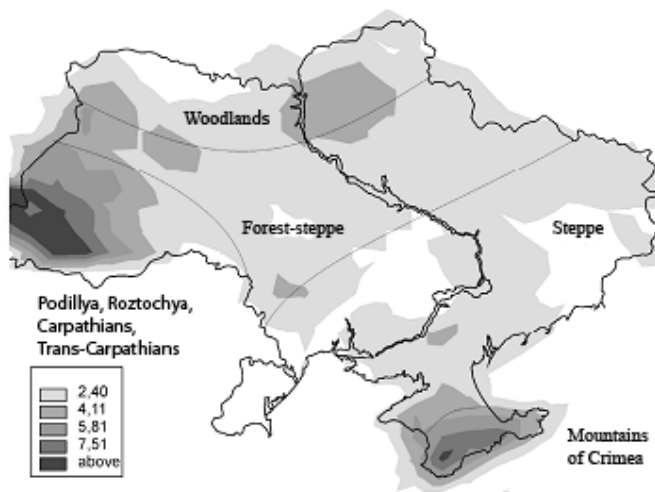 Woodlands
Forest-steppe
Steppe
Podillya, Roztochya,
Carpathians,
Trans-Carpathians
2,40
4,11
5,81
7,51
above
Mountains
of Crimea